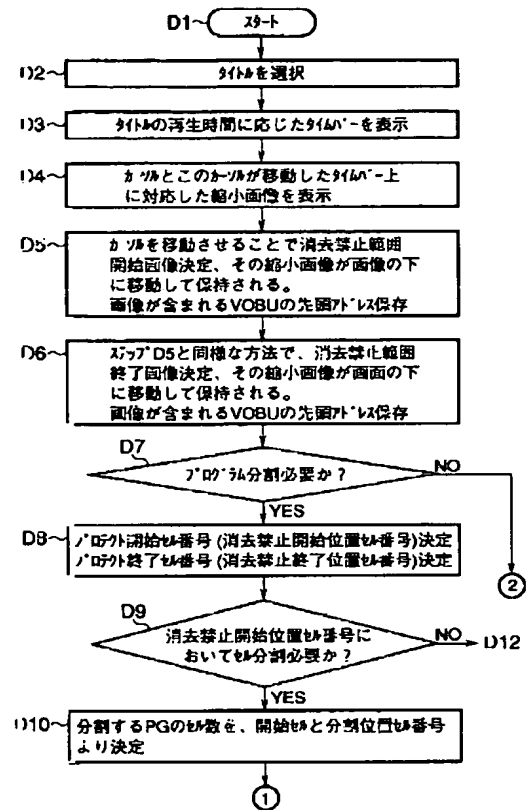 D1
スタート
D2
タイトルを選択
D3
タイトルの再生時間に応じたタイムバーを表示
D4
カーソルとこのカーソルが移動したタイムバー上
に対応した縮小画像を表示
D5
カーソルを移動させることで消去禁止範囲
開始画像決定、その縮小画像が画像の下
に移動して保持される。
画像が含まれるVOBUの先頭アドレス保存
D6
ステップD5と同様な方法で、消去禁止範囲
終了画像決定、その縮小画像が画面の下
に移動して保持される。
画像が含まれるVOBUの先頭アドレス保存
D7
プログラム分割必要か?
NO
YES
②
D8
プロテクト開始セル番号(消去禁止開始位置セル番号)決定
プロテクト終了セル番号(消去禁止終了位置セル番号)決定
D9
消去禁止開始位置セル番号に
おいてセル分割必要か?
NO
D12
YES
D10
分割するPGのセル数を、開始セルと分割位置セル番号
より決定
①